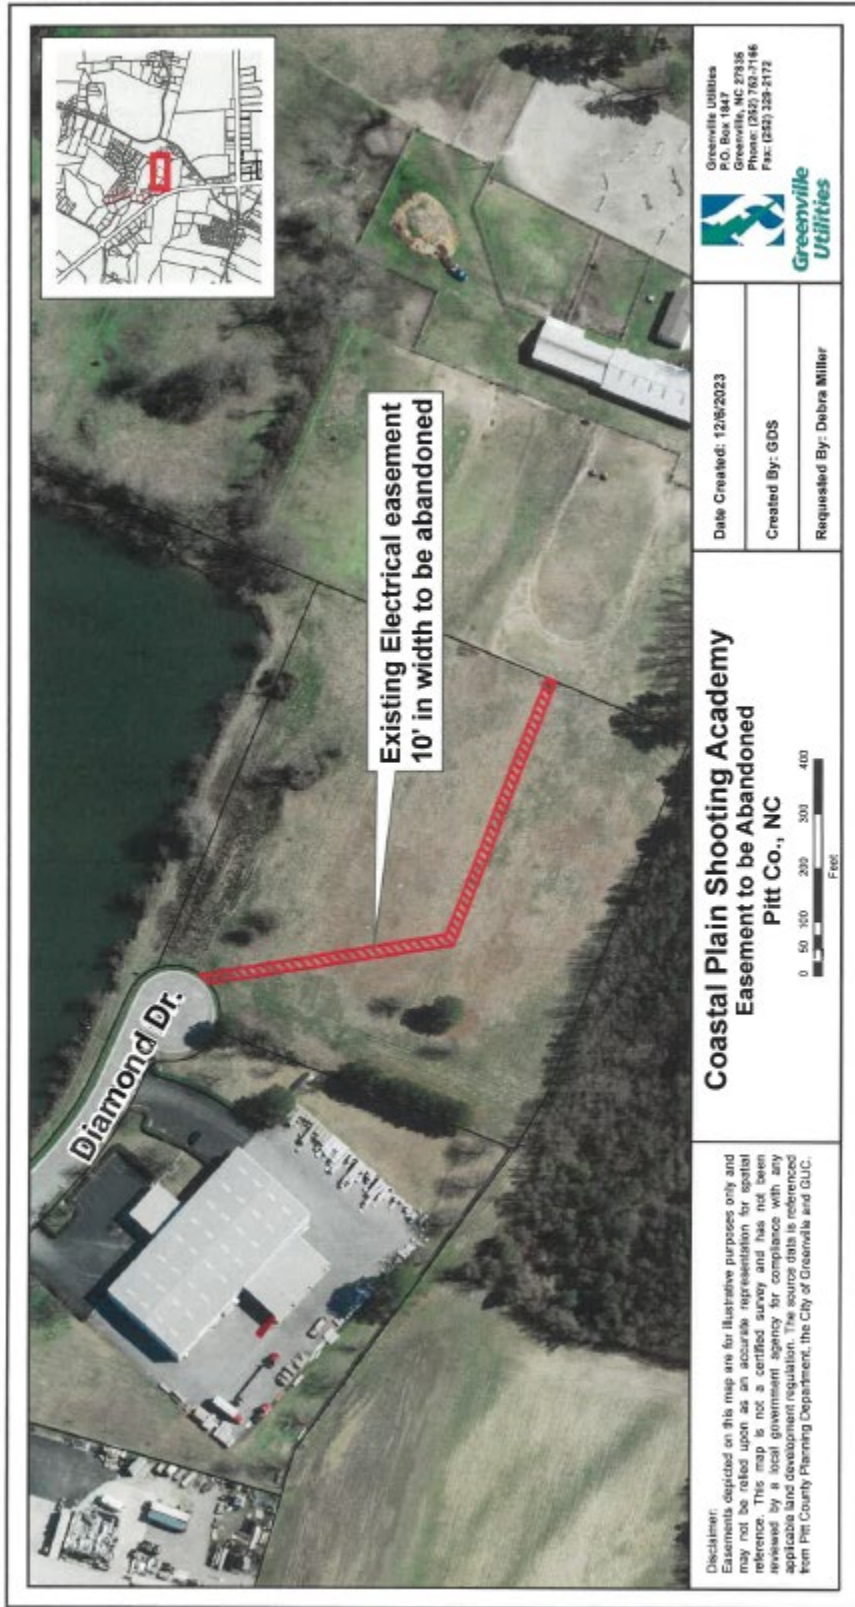 Diamond Dr.
Existing Electrical easement
10' in width to be abandoned
Disclaimer:
Easements depicted on this map are for illustrative purposes only and
may not be relied upon as an accurate representation for spatial
reference. This map is not a certified survey and has not been
reviewed by a local government agency for compliance with any
applicable land development regulation. The source data is referenced
from Pitt County Planning Department, the City of Greenville and GUC.
Coastal Plain Shooting Academy
Easement to be Abandoned
Pitt Co., NC
0 50 100 200 300 400
Feet
Date Created: 12/6/2023
Created By: GDS
Requested By: Debra Miller
Greenville
Utilities
Greenville Utilities
P.O. Box 1847
Greenville, NC 27835
Phone: (252) 752-7166
Fax: (252) 329-2172